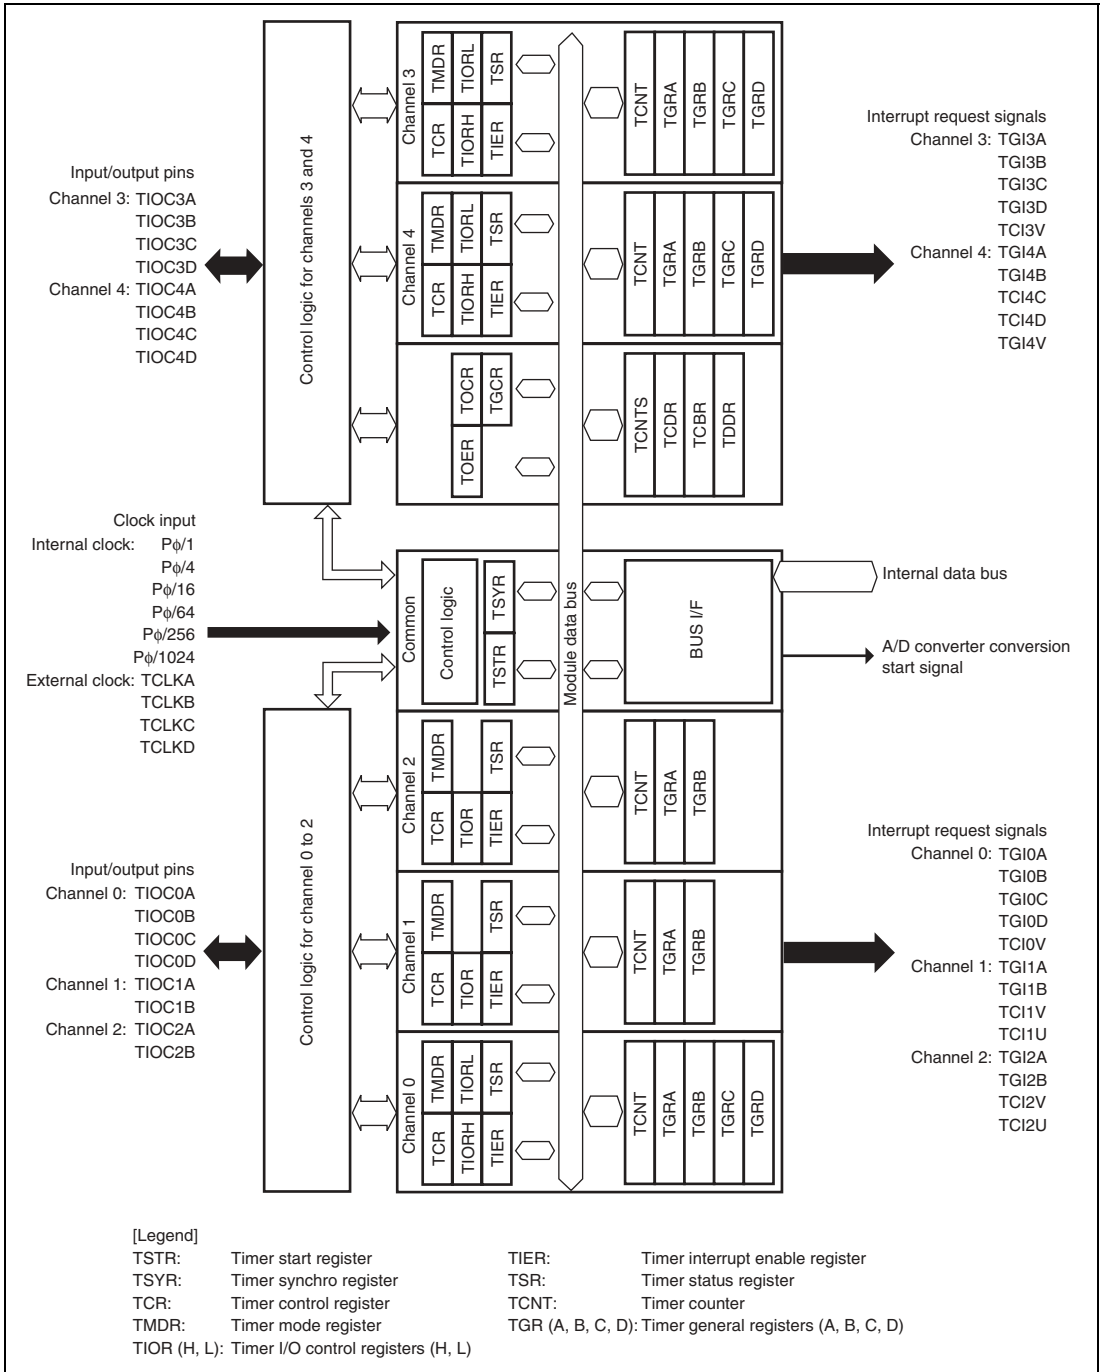 Input/output pins
Channel 3: TIOC3A
TIOC3B
TIOC3C
TIOC3D
Channel 4: TIOC4A
TIOC4B
TIOC4C
TIOC4D
Control logic for channels 3 and 4
Channel 3
TMDR
TIORL
TSR
TCR
TIORH
TIER
TCNT
TGRA
TGRB
TGRC
TGRD
Channel 4
TMDR
TIORL
TSR
TCR
TIORH
TIER
TCNT
TGRA
TGRB
TGRC
TGRD
TOCR
TGCR
TOER
TCNTS
TCDR
TCBR
TDDR
Interrupt request signals
Channel 3: TGI3A
TGI3B
TGI3C
TGI3D
TCI3V
Channel 4: TGI4A
TGI4B
TCI4C
TCI4D
TGI4V
Clock input
Internal clock: Pϕ/1
Pϕ/4
Pϕ/16
Pϕ/64
Pϕ/256
Pϕ/1024
External clock: TCLKA
TCLKB
TCLKC
TCLKD
Common
Control logic
TSYR
TSTR
Module data bus
BUS I/F
Internal data bus
A/D converter conversion
start signal
Input/output pins
Channel 0: TIOC0A
TIOC0B
TIOC0C
TIOC0D
Channel 1: TIOC1A
TIOC1B
Channel 2: TIOC2A
TIOC2B
Control logic for channel 0 to 2
Channel 2
TMDR
TSR
TCR
TIOR
TIER
TCNT
TGRA
TGRB
Channel 1
TMDR
TSR
TCR
TIOR
TIER
TCNT
TGRA
TGRB
Channel 0
TMDR
TIORL
TSR
TCR
TIORH
TIER
TCNT
TGRA
TGRB
TGRC
TGRD
Interrupt request signals
Channel 0: TGI0A
TGI0B
TGI0C
TGI0D
TCI0V
Channel 1: TGI1A
TGI1B
TCI1V
TCI1U
Channel 2: TGI2A
TGI2B
TCI2V
TCI2U
[Legend]
TSTR: Timer start register
TSYR: Timer synchro register
TCR: Timer control register
TMDR: Timer mode register
TIOR (H, L): Timer I/O control registers (H, L)
TIER: Timer interrupt enable register
TSR: Timer status register
TCNT: Timer counter
TGR (A, B, C, D): Timer general registers (A, B, C, D)